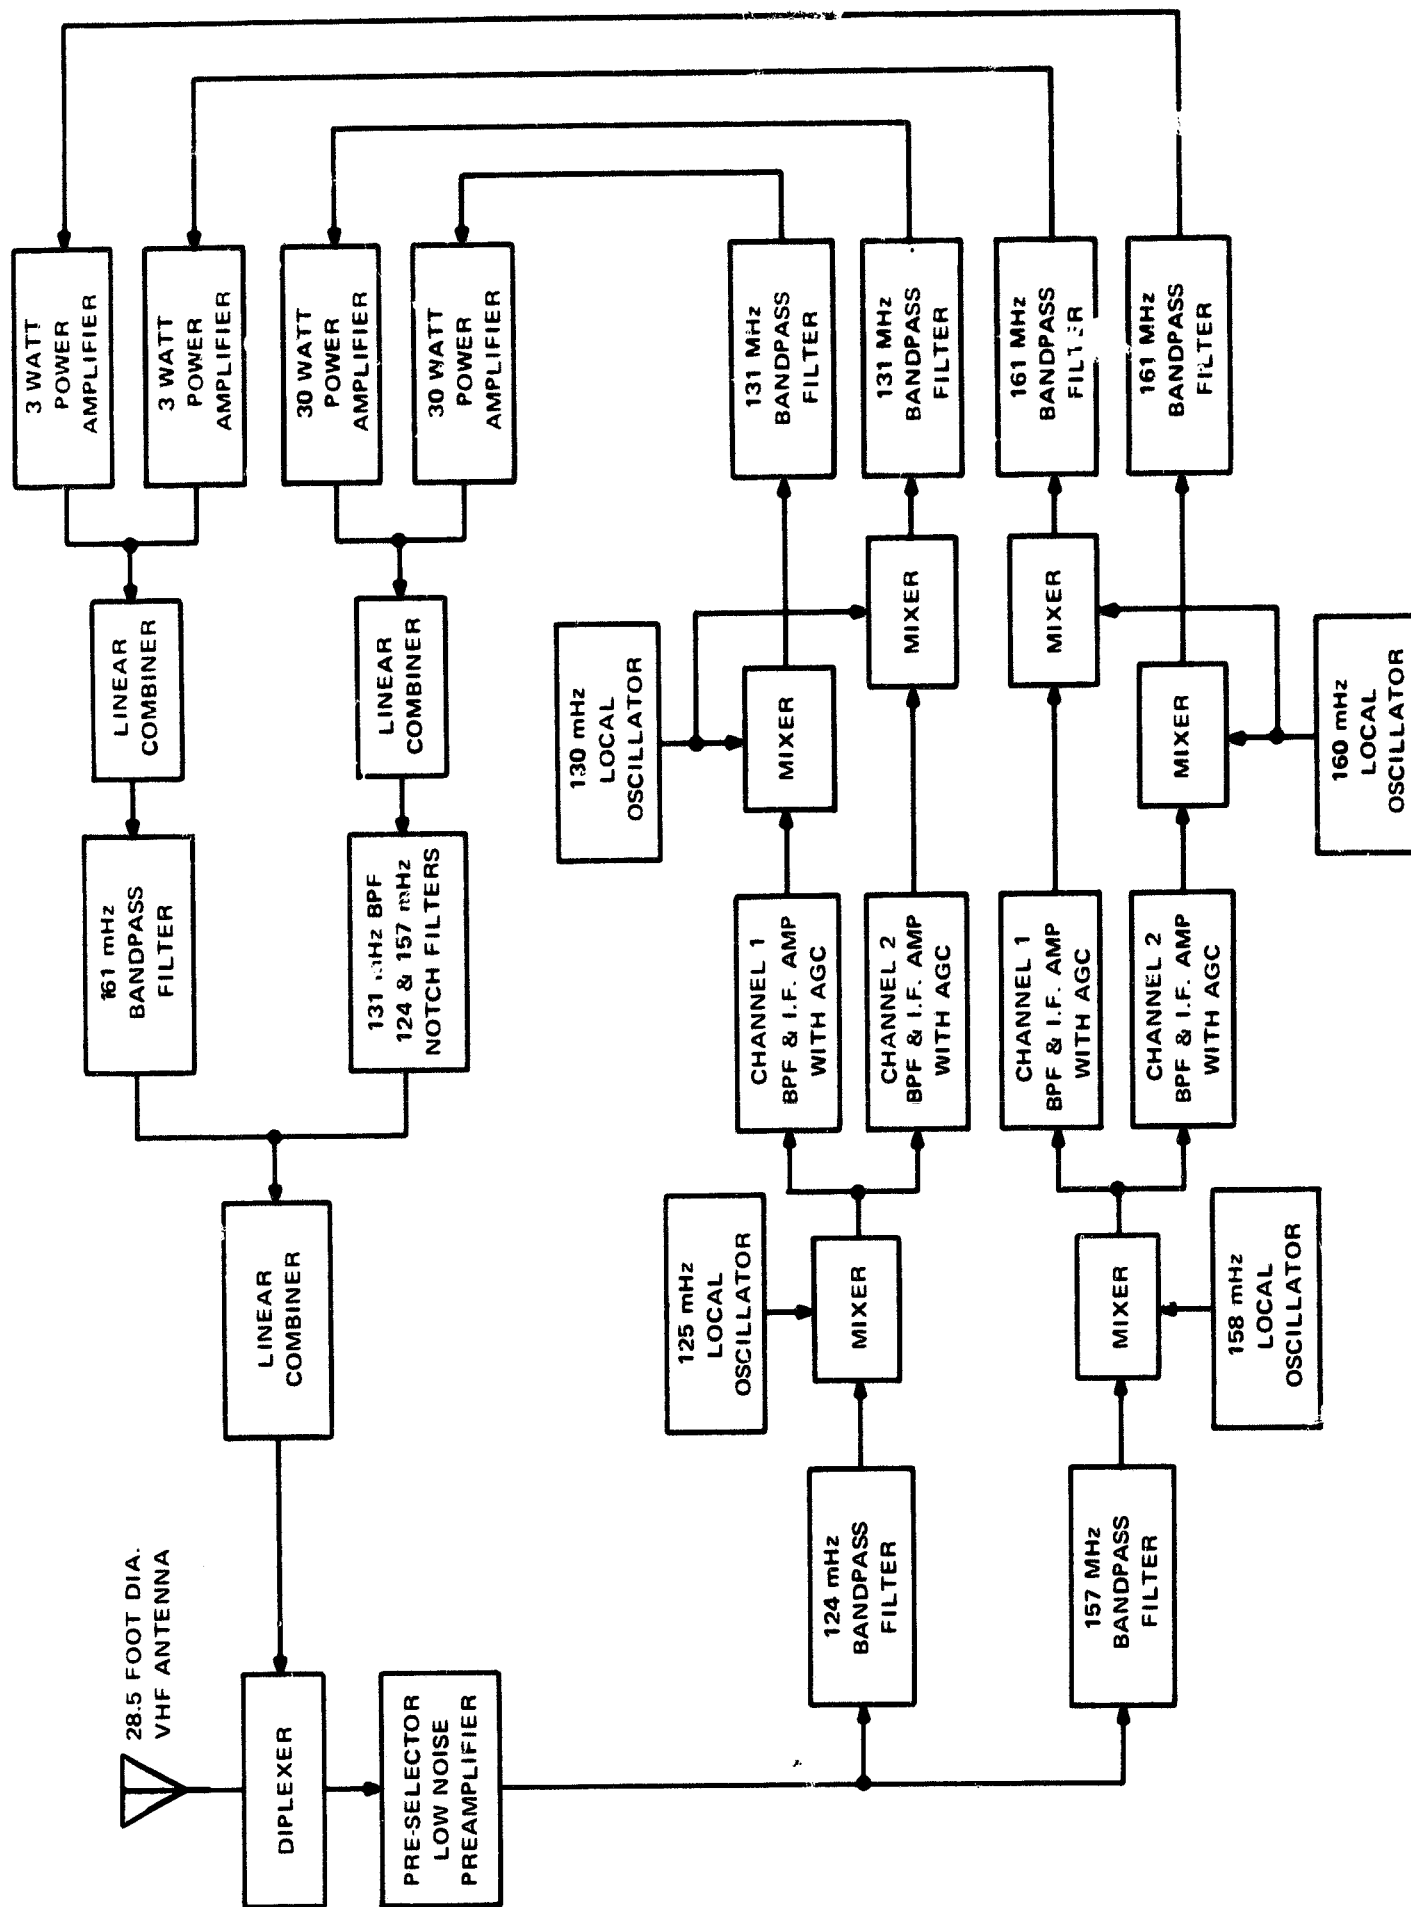 28.5 FOOT DIA.
VHF ANTENNA
DIPLEXER
PRE-SELECTOR
LOW NOISE
PREAMPLIFIER
LINEAR
COMBINER
161 mHz
BANDPASS
FILTER
131 mHz BPF
124 & 157 mHz
NOTCH FILTERS
LINEAR
COMBINER
LINEAR
COMBINER
3 WATT
POWER
AMPLIFIER
3 WATT
POWER
AMPLIFIER
30 WATT
POWER
AMPLIFIER
30 WATT
POWER
AMPLIFIER
124 mHz
BANDPASS
FILTER
157 MHz
BANDPASS
FILTER
125 mHz
LOCAL
OSCILLATOR
MIXER
MIXER
158 mHz
LOCAL
OSCILLATOR
CHANNEL 1
BPF & I.F. AMP
WITH AGC
CHANNEL 2
BPF & I.F. AMP
WITH AGC
CHANNEL 1
BPF & I.F. AMP
WITH AGC
CHANNEL 2
BPF & I.F. AMP
WITH AGC
130 mHz
LOCAL
OSCILLATOR
MIXER
MIXER
MIXER
MIXER
160 mHz
LOCAL
OSCILLATOR
131 MHz
BANDPASS
FILTER
131 MHz
BANDPASS
FILTER
161 MHz
BANDPASS
FILTER
161 MHz
BANDPASS
FILTER